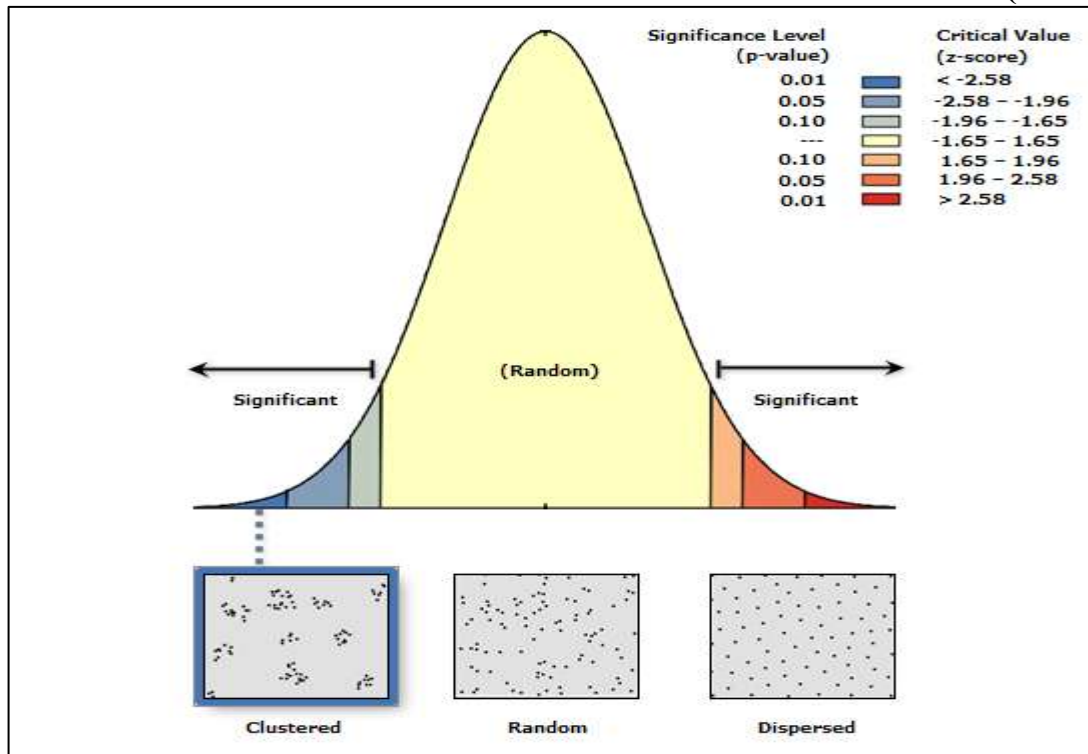 (
Significance Level Critical Value
(p-value) (z-score)
0.01 < -2.58
0.05 -2.58 – -1.96
0.10 -1.96 – -1.65
--- -1.65 – 1.65
0.10 1.65 – 1.96
0.05 1.96 – 2.58
0.01 > 2.58
(Random)
Significant Significant
Clustered Random Dispersed